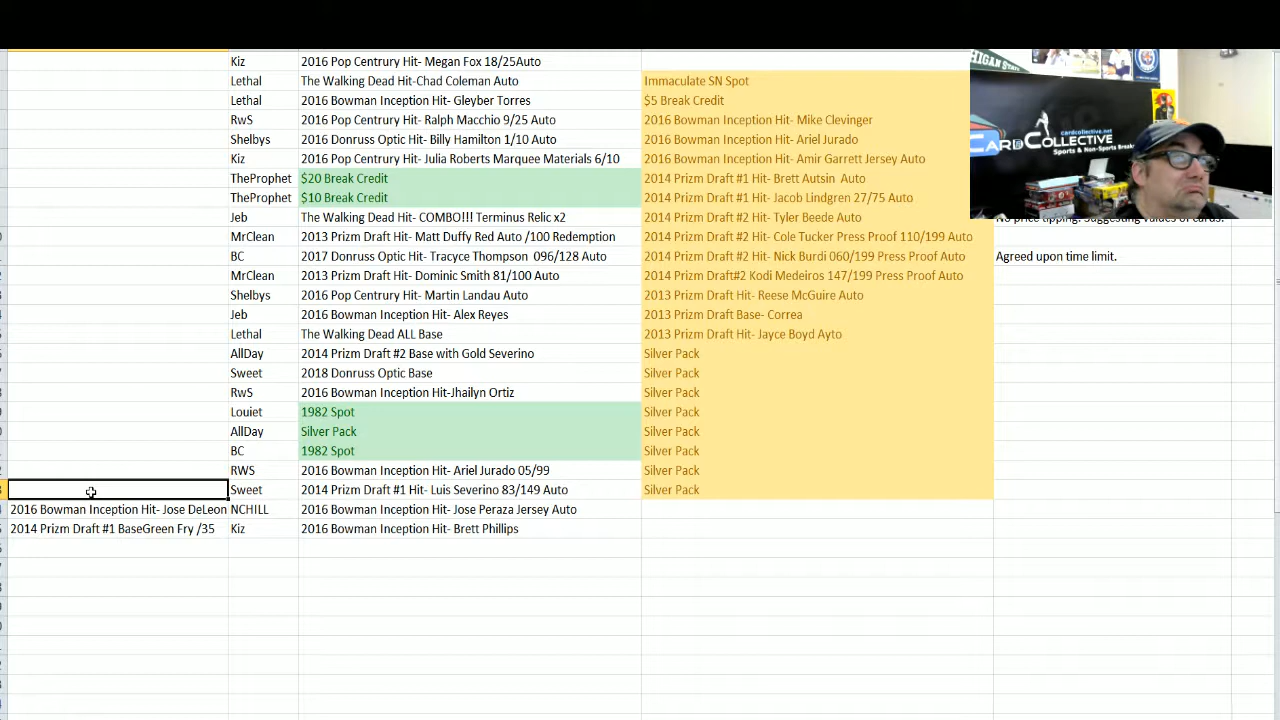 Kiz 2016 Pop Centrury Hit- Megan Fox 18/25Auto
Lethal The Walking Dead Hit-Chad Coleman Auto Immaculate SN Spot
Lethal 2016 Bowman Inception Hit- Gleyber Torres $5 Break Credit
RwS 2016 Pop Centrury Hit- Ralph Macchio 9/25 Auto 2016 Bowman Inception Hit- Mike Clevinger
Shelbys 2016 Donruss Optic Hit- Billy Hamilton 1/10 Auto 2016 Bowman Inception Hit- Ariel Jurado
Kiz 2016 Pop Centrury Hit- Julia Roberts Marquee Materials 6/10 2016 Bowman Inception Hit- Amir Garrett Jersey Auto
TheProphet $20 Break Credit 2014 Prizm Draft #1 Hit- Brett Autsin Auto
TheProphet $10 Break Credit 2014 Prizm Draft #1 Hit- Jacob Lindgren 27/75 Auto
Jeb The Walking Dead Hit- COMBO!!! Terminus Relic x2 2014 Prizm Draft #2 Hit- Tyler Beede Auto No price tipping. Suggesting values of cards.
MrClean 2013 Prizm Draft Hit- Matt Duffy Red Auto /100 Redemption 2014 Prizm Draft #2 Hit- Cole Tucker Press Proof 110/199 Auto
BC 2017 Donruss Optic Hit- Tracyce Thompson 096/128 Auto 2014 Prizm Draft #2 Hit- Nick Burdi 060/199 Press Proof Auto Agreed upon time limit.
MrClean 2013 Prizm Draft Hit- Dominic Smith 81/100 Auto 2014 Prizm Draft#2 Kodi Medeiros 147/199 Press Proof Auto
Shelbys 2016 Pop Centrury Hit- Martin Landau Auto 2013 Prizm Draft Hit- Reese McGuire Auto
Jeb 2016 Bowman Inception Hit- Alex Reyes 2013 Prizm Draft Base- Correa
Lethal The Walking Dead ALL Base 2013 Prizm Draft Hit- Jayce Boyd Ayto
AllDay 2014 Prizm Draft #2 Base with Gold Severino Silver Pack
Sweet 2018 Donruss Optic Base Silver Pack
RwS 2016 Bowman Inception Hit-Jhailyn Ortiz Silver Pack
Louiet 1982 Spot Silver Pack
AllDay Silver Pack Silver Pack
BC 1982 Spot Silver Pack
RWS 2016 Bowman Inception Hit- Ariel Jurado 05/99 Silver Pack
Sweet 2014 Prizm Draft #1 Hit- Luis Severino 83/149 Auto Silver Pack
2016 Bowman Inception Hit- Jose DeLeon NCHILL 2016 Bowman Inception Hit- Jose Peraza Jersey Auto
2014 Prizm Draft #1 BaseGreen Fry /35 Kiz 2016 Bowman Inception Hit- Brett Phillips
cardcollective.net
CARDCOLLECTIVE